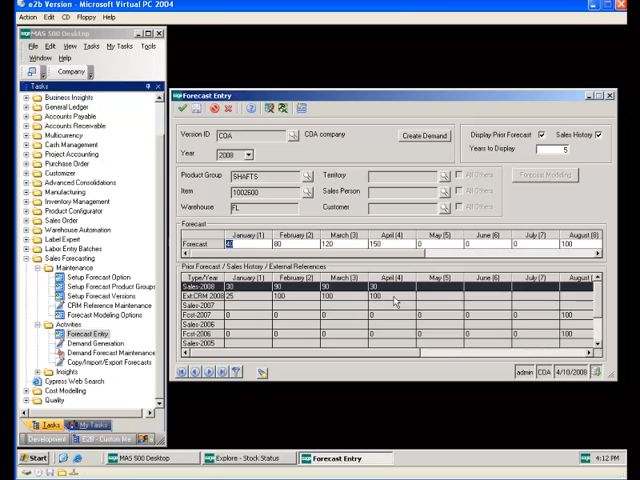 e2b Version - Microsoft Virtual PC 2004
Action Edit CD Floppy Help
MAS 500 Desktop
File Edit View Tasks My Tasks Tools
Window Help
Company
Tasks
Business Insights
General Ledger
Accounts Payable
Accounts Receivable
Multicurrency
Cash Management
Project Accounting
Purchase Order
Customizer
Advanced Consolidations
Manufacturing
Inventory Management
Product Configurator
Sales Order
Warehouse Automation
Label Expert
Labor Entry Batches
Sales Forecasting
Maintenance
Setup Forecast Option
Setup Forecast Groups
Setup Forecast Versions
CRM Reference Maintenance
Forecast Modeling Options
Activities
Forecast Entry
Demand Generation
Demand Forecast Maintenance
Copy/Import/Export Forecasts
Insights
Cypress Web Search
Cost Modelling
Quality
Tasks My Tasks
Development E2B - Custom Me
Forecast Entry
Version ID COA COA company Create Demand
Display Prior Forecast Sales History
Year 2008 Years to Display 5
Product Group SHAFTS Territory All Others Forecast Modeling
Item 1002600 Sales Person All Others
Warehouse FL Customer All Others
Forecast
January (1) February (2) March (3) April (4) May (5) June (6) July (7) August (8)
Forecast 80 120 150 0 0 0 100
Prior Forecast / Sales History / External References
Type/Year January (1) February (2) March (3) April (4) May (5) June (6) July (7) August
Sales-2008 30 90 90 30
Ext:CRM 2008 25 100 100 100
Sales-2007
Fcst-2007 0 0 0 0 0 0 0 100
Sales-2006
Fcst-2006 0 0 0 0 0 0 0 100
Sales-2005
admin COA 4/10/2008
Start MAS 500 Desktop Explore - Stock Status Forecast Entry 4:12 PM